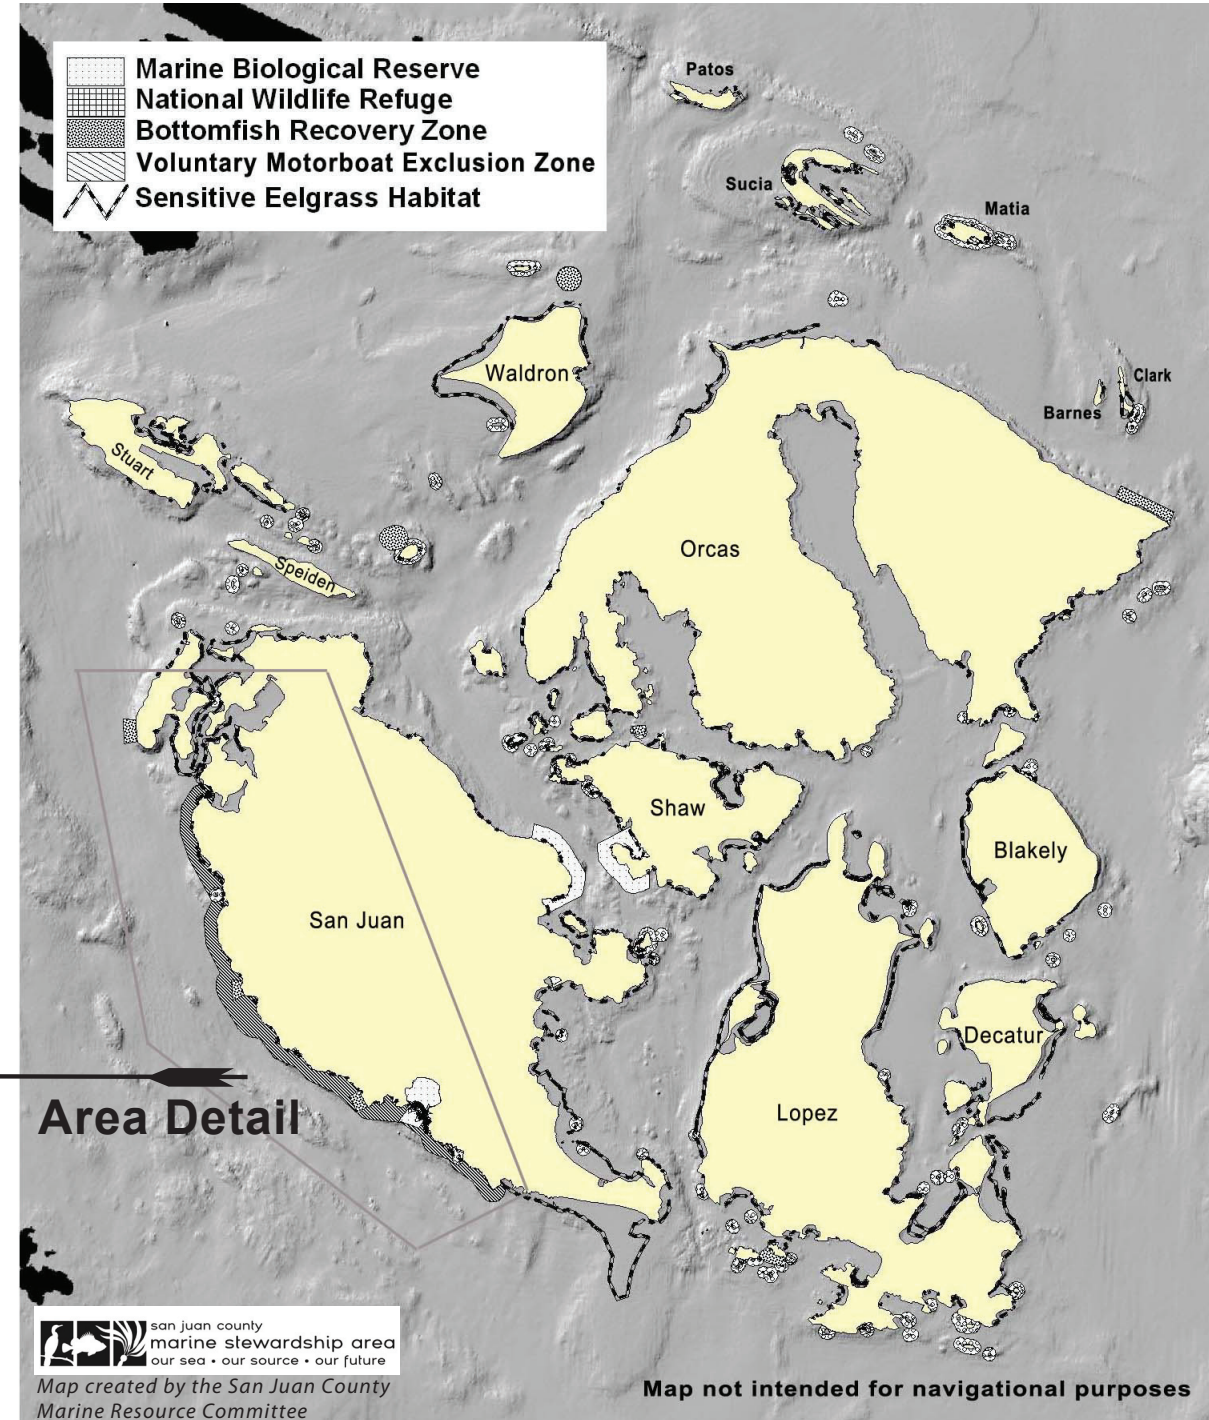 Marine Biological Reserve
National Wildlife Refuge
Bottomfish Recovery Zone
Voluntary Motorboat Exclusion Zone
Sensitive Eelgrass Habitat
Patos
Sucia
Matia
Waldron
Clark
Barnes
Stuart
Orcas
Speiden
Shaw
Blakely
San Juan
Decatur
Area Detail
Lopez
san juan county
marine stewardship area
our sea • our source • our future
Map created by the San Juan County
Marine Resource Committee
Map not intended for navigational purposes